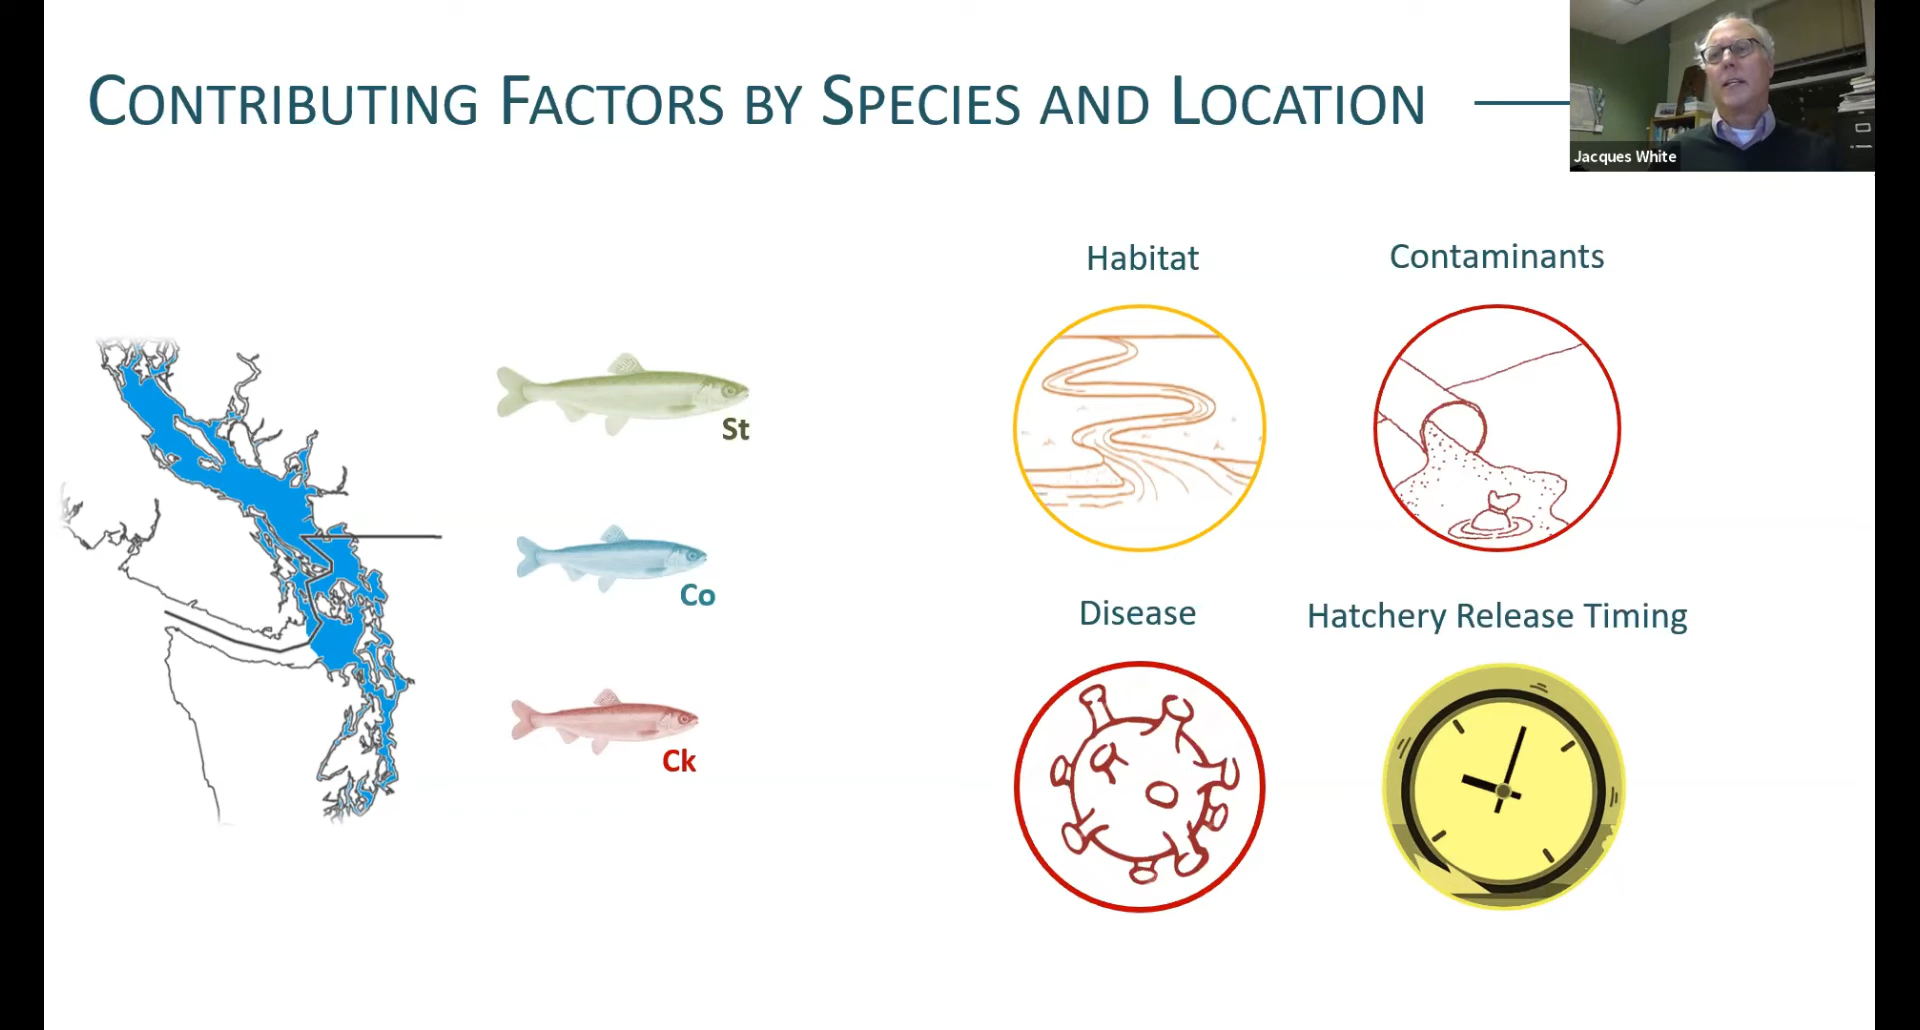 Contributing Factors by Species and Location
Jacques White
Habitat
Contaminants
St
Co
Disease
Hatchery Release Timing
Ck